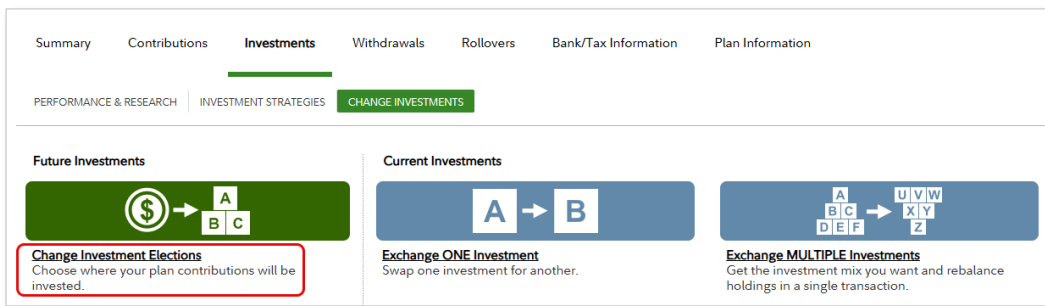 Summary Contributions Investments Withdrawals Rollovers Bank/Tax Information Plan Information
PERFORMANCE & RESEARCH INVESTMENT STRATEGIES CHANGE INVESTMENTS
Future Investments
$ A
B C
Change Investment Elections
Choose where your plan contributions will be
invested.
Current Investments
A B
Exchange ONE Investment
Swap one investment for another.
A U V W
B C X Y
D E F Z
Exchange MULTIPLE Investments
Get the investment mix you want and rebalance
holdings in a single transaction.